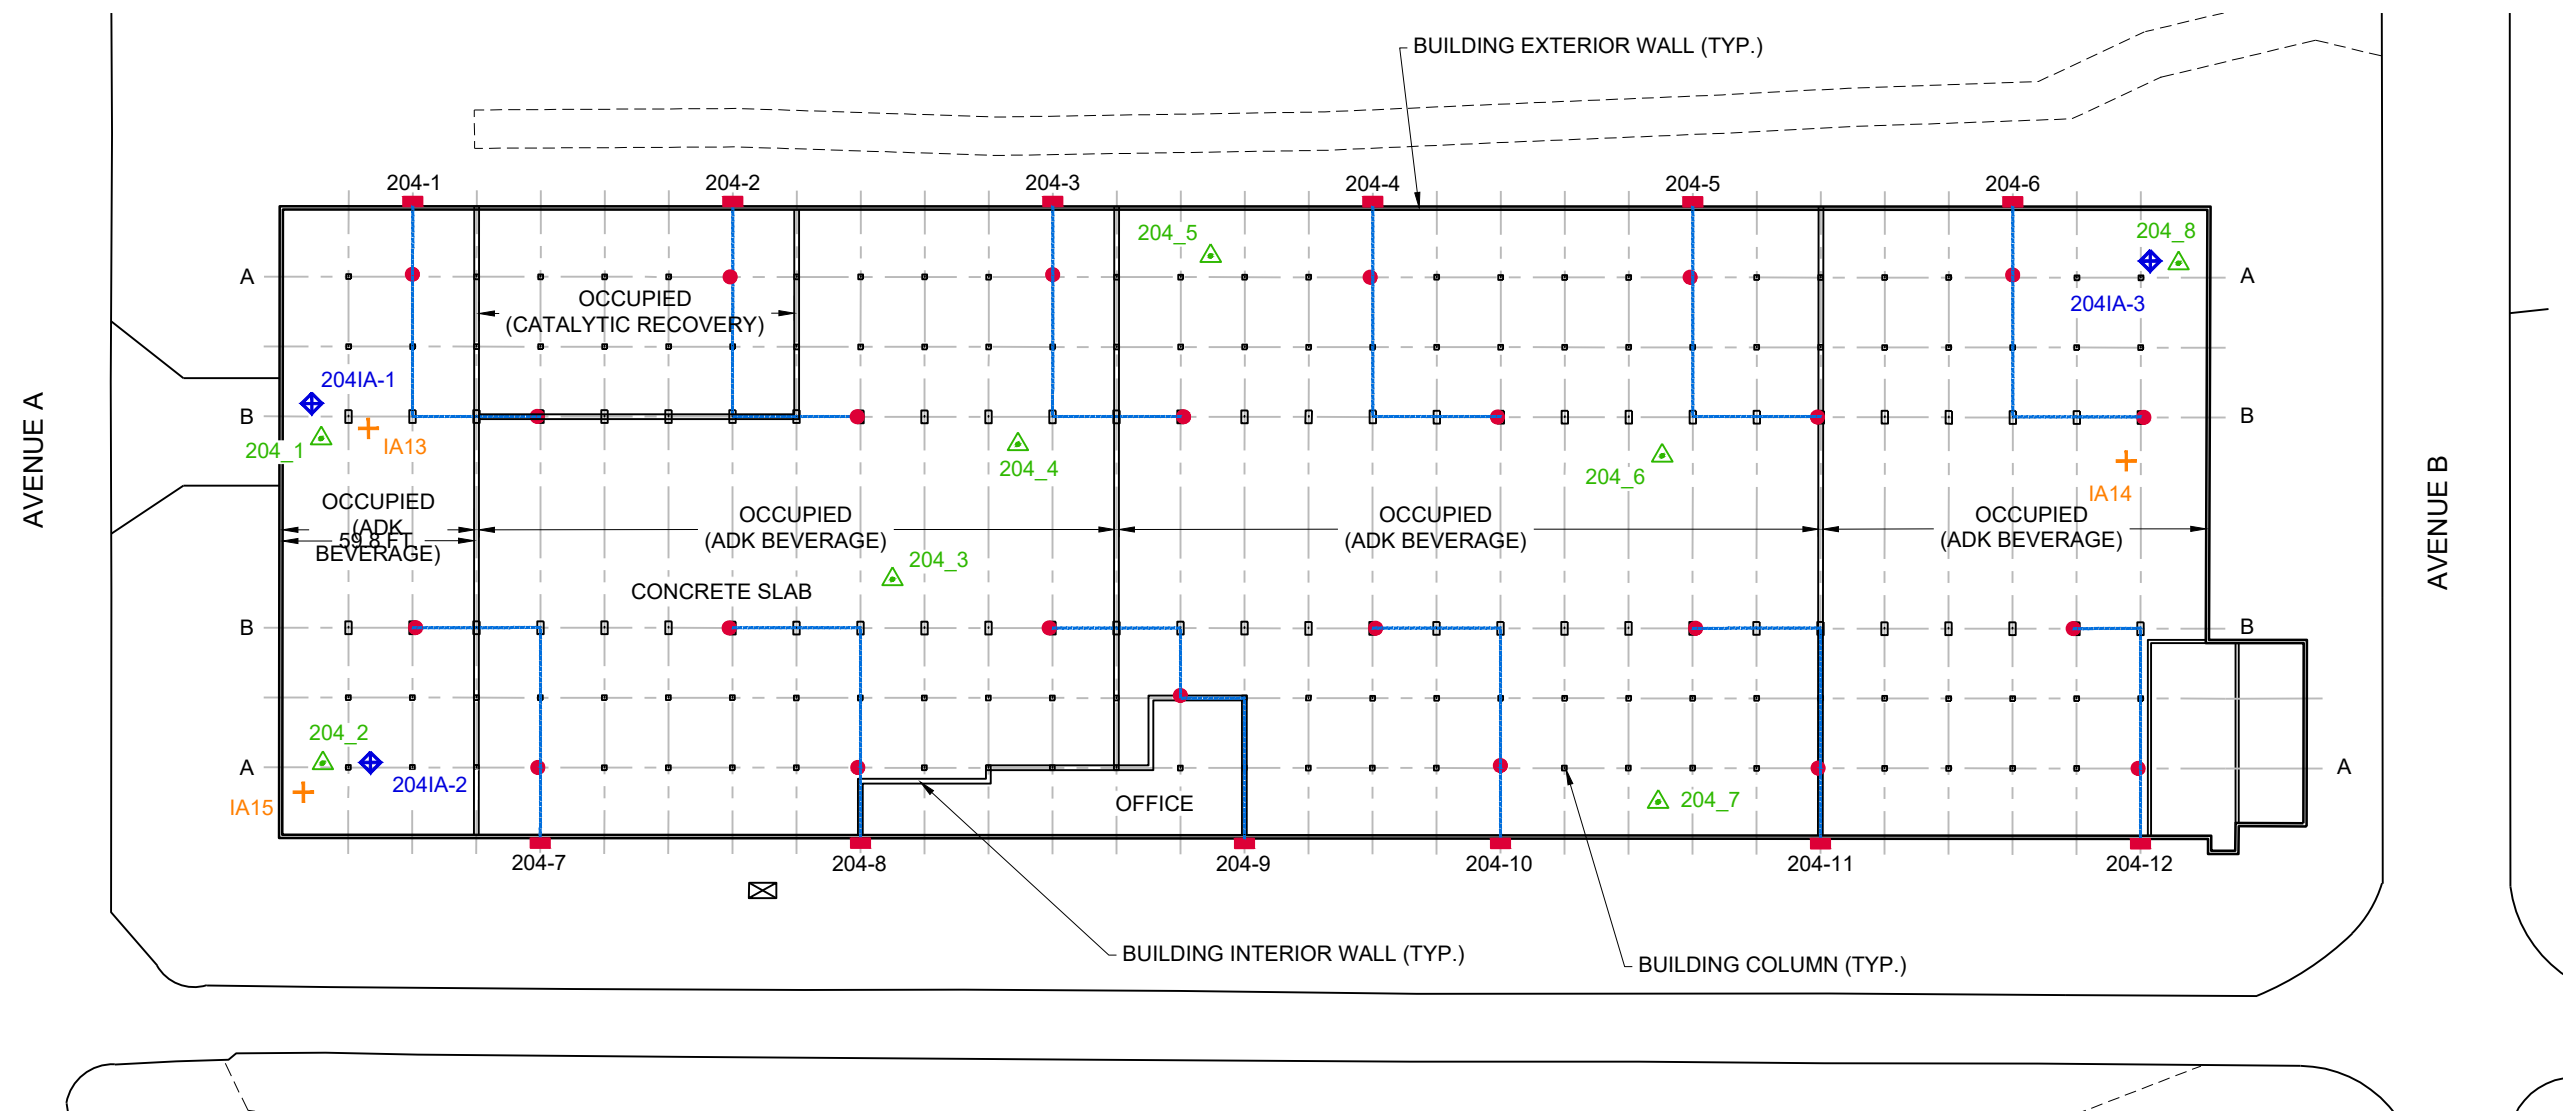 BUILDING EXTERIOR WALL (TYP.)
204-1
204-2
204-3
204-4
204-5
204-6
204_5
204_8
A
A
OCCUPIED
(CATALYTIC RECOVERY)
204IA-3
204IA-1
B
B
204_1
IA13
204_4
204_6
IA14
AVENUE A
AVENUE B
OCCUPIED
(ADK
BEVERAGE)
59.8 FT.
OCCUPIED
(ADK BEVERAGE)
OCCUPIED
(ADK BEVERAGE)
OCCUPIED
(ADK BEVERAGE)
204_3
CONCRETE SLAB
B
B
204_2
A
A
204IA-2
IA15
OFFICE
204_7
204-7
204-8
204-9
204-10
204-11
204-12
BUILDING INTERIOR WALL (TYP.)
BUILDING COLUMN (TYP.)